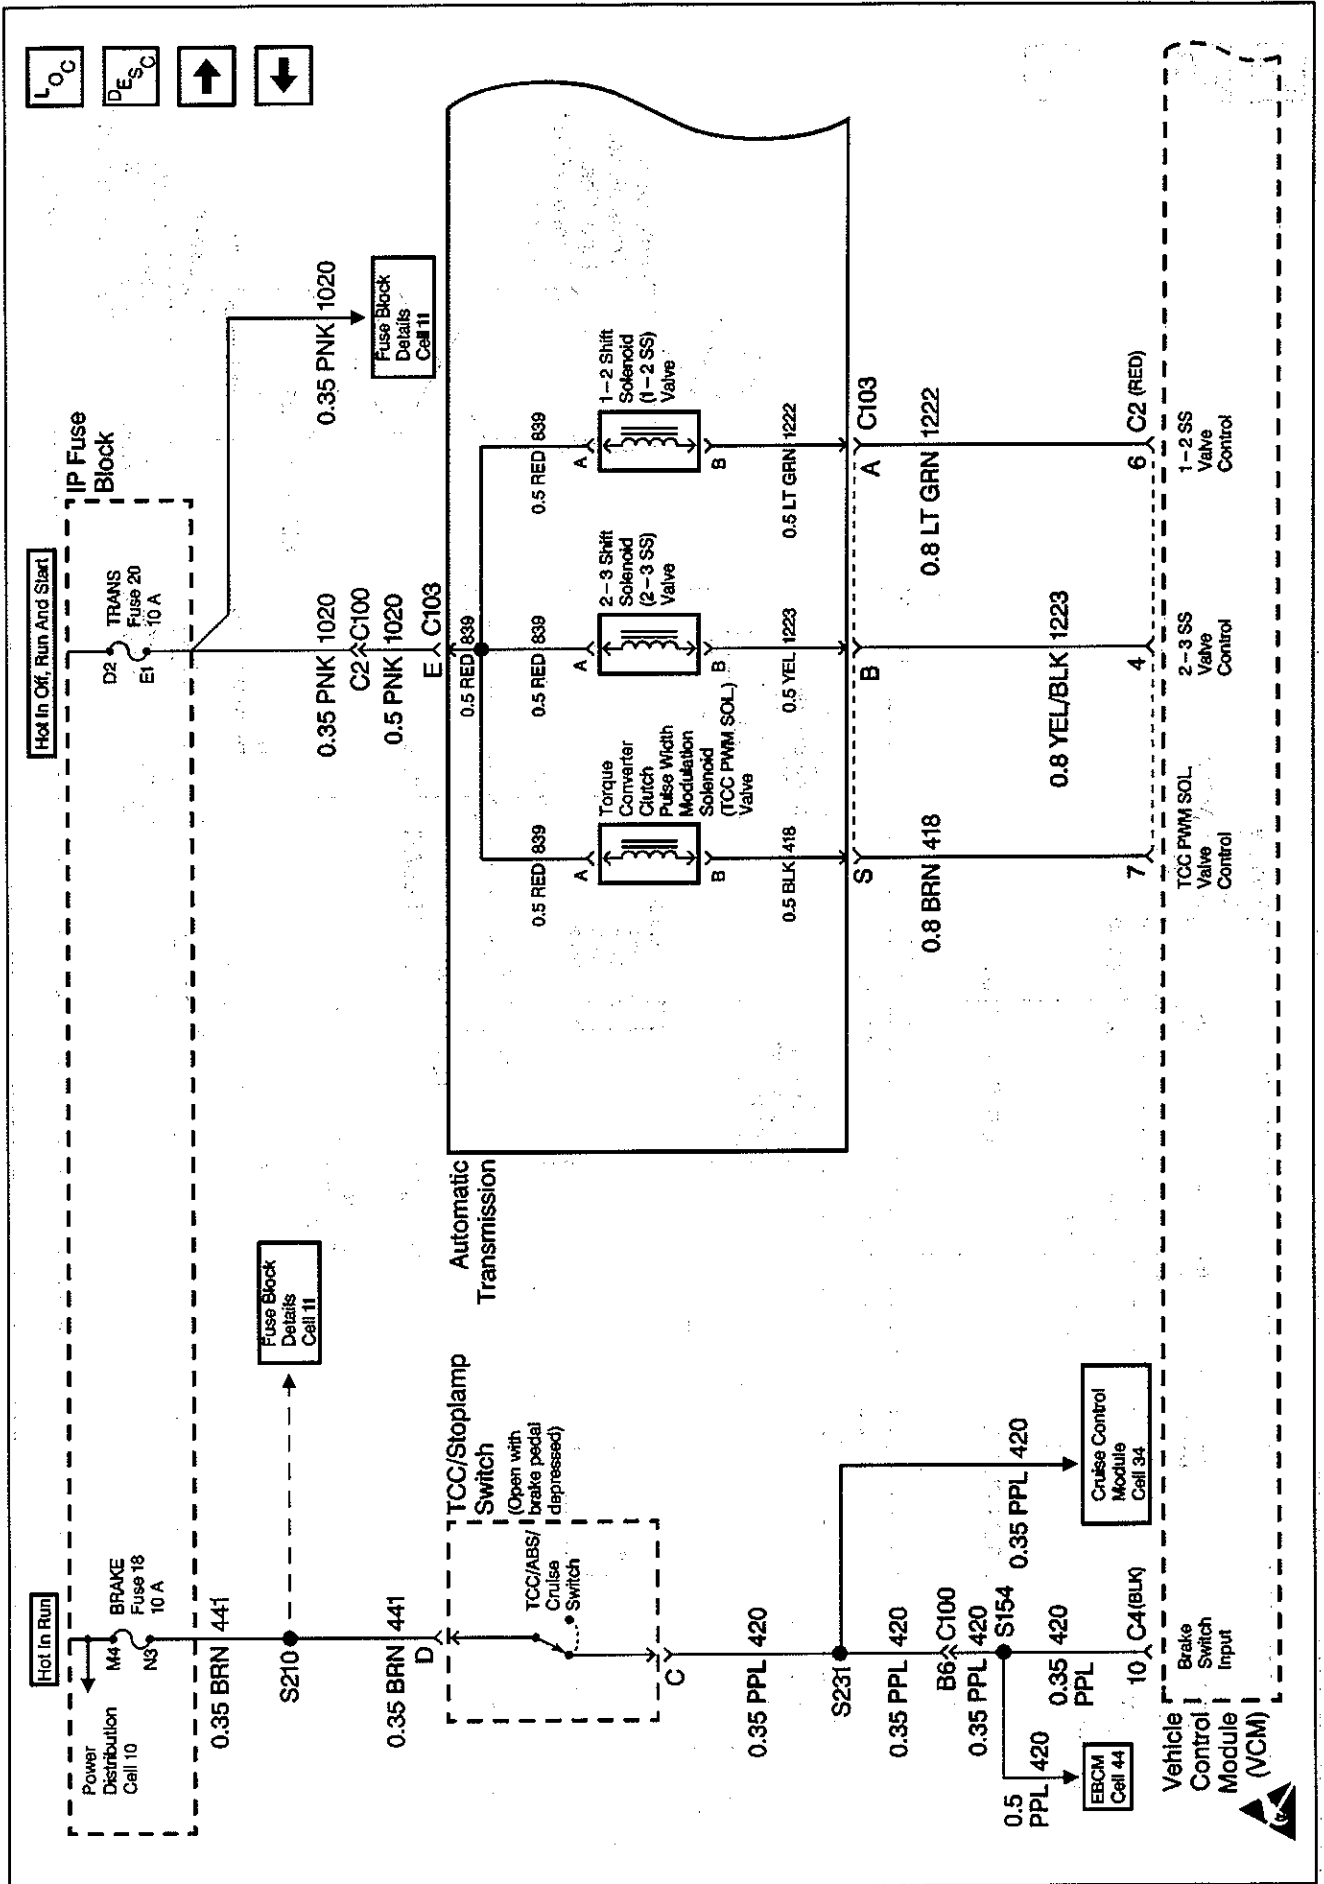 LOC
DESC
Hot In Run
Hot In Off, Run And Start
IP Fuse
Block
Power
Distribution
Cell 10
M4
BRAKE
Fuse 18
10 A
N3
D2
TRANS
Fuse 20
10 A
E1
0.35 BRN 441
S210
Fuse Block
Details
Cell 11
0.35 PNK 1020
C2
C100
0.5 PNK 1020
0.35 PNK 1020
Fuse Block
Details
Cell 11
0.35 BRN 441
D
E
C103
TCC/Stoplamp
Switch
(Open with
brake pedal
depressed)
TCC/ABS/
Cruise
Switch
C
Automatic
Transmission
0.5 RED 839
0.5 RED 839
0.5 RED 839
0.5 RED 839
A
A
A
Torque
Converter
Clutch
Pulse Width
Modulation
Solenoid
(TCC PWM SOL.)
Valve
2–3 Shift
Solenoid
(2–3 SS)
Valve
1–2 Shift
Solenoid
(1–2 SS)
Valve
B
B
B
0.5 BLK 418
0.5 YEL 1223
0.5 LT GRN 1222
S
B
A
C103
0.35 PPL 420
S231
0.35 PPL 420
B6
C100
0.35 PPL 420
S154
0.35 PPL 420
Cruise Control
Module
Cell 34
0.5 PPL 420
EBCM
Cell 44
0.35 PPL 420
10
C4 (BLK)
0.8 BRN 418
0.8 YEL/BLK 1223
0.8 LT GRN 1222
7
4
6
C2 (RED)
Vehicle
Control
Module
(VCM)
Brake
Switch
Input
TCC PWM SOL.
Valve
Control
2–3 SS
Valve
Control
1–2 SS
Valve
Control